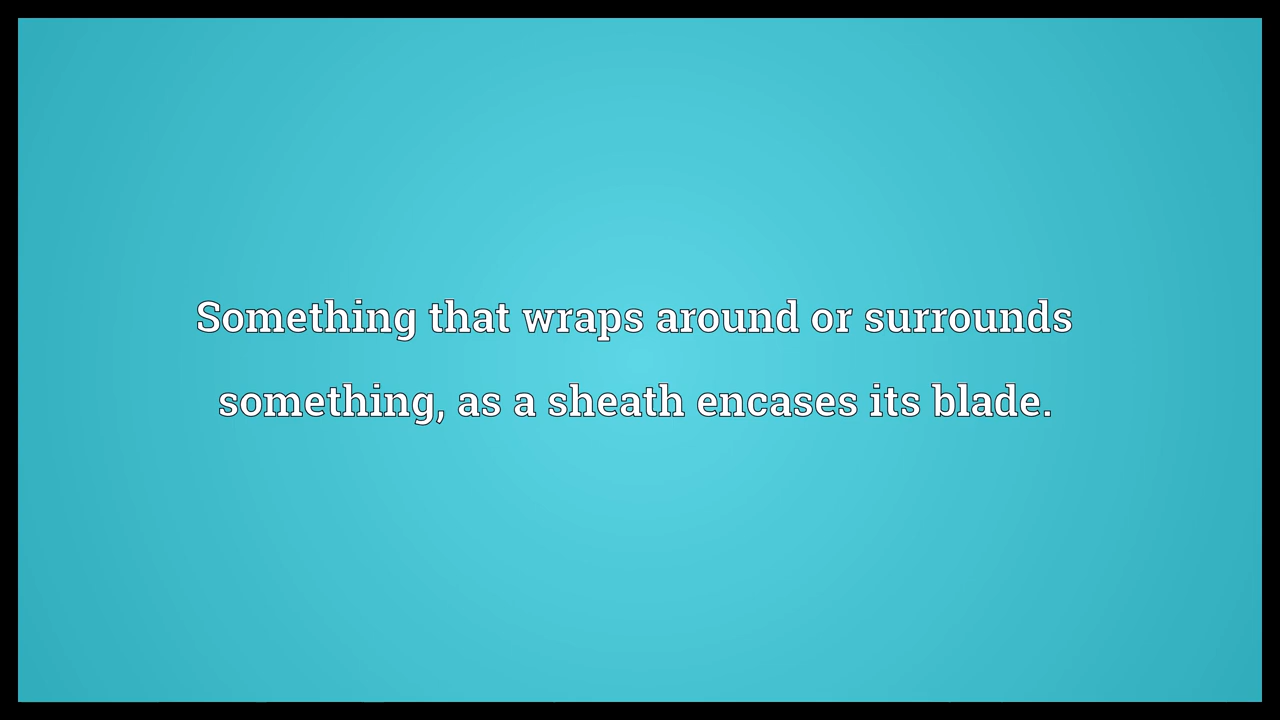 Something that wraps around or surrounds
something, as a sheath encases its blade.